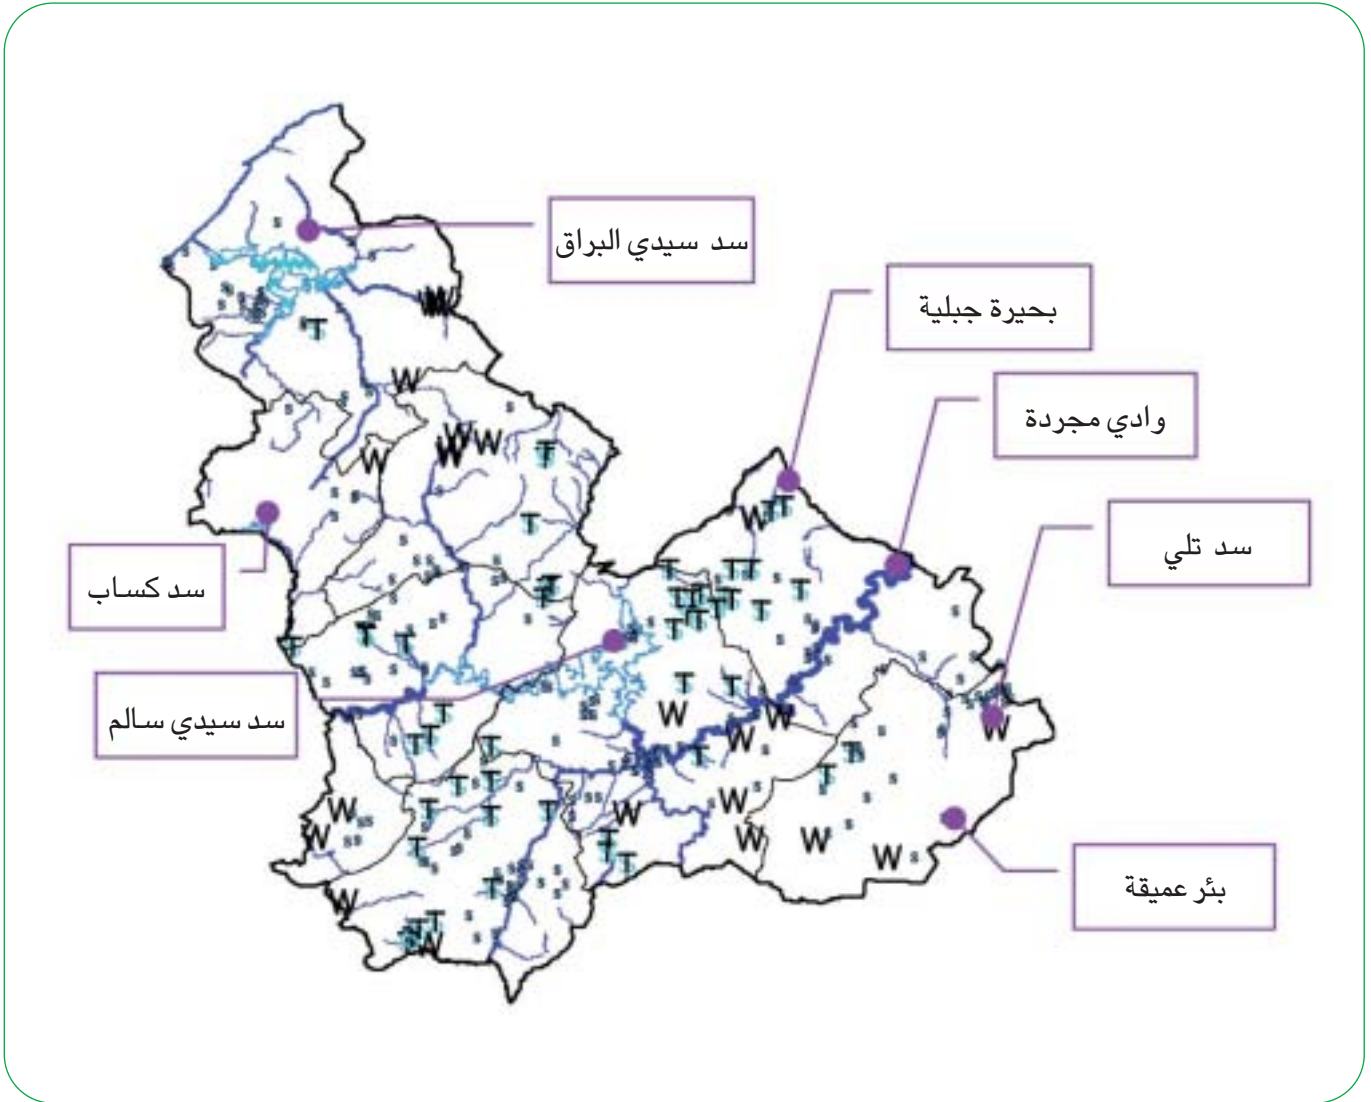 سد سيدي البراق
بحيرة جبلية
وادي مجردة
سد تلي
سد كساب
سد سيدي سالم
بئر عميقة